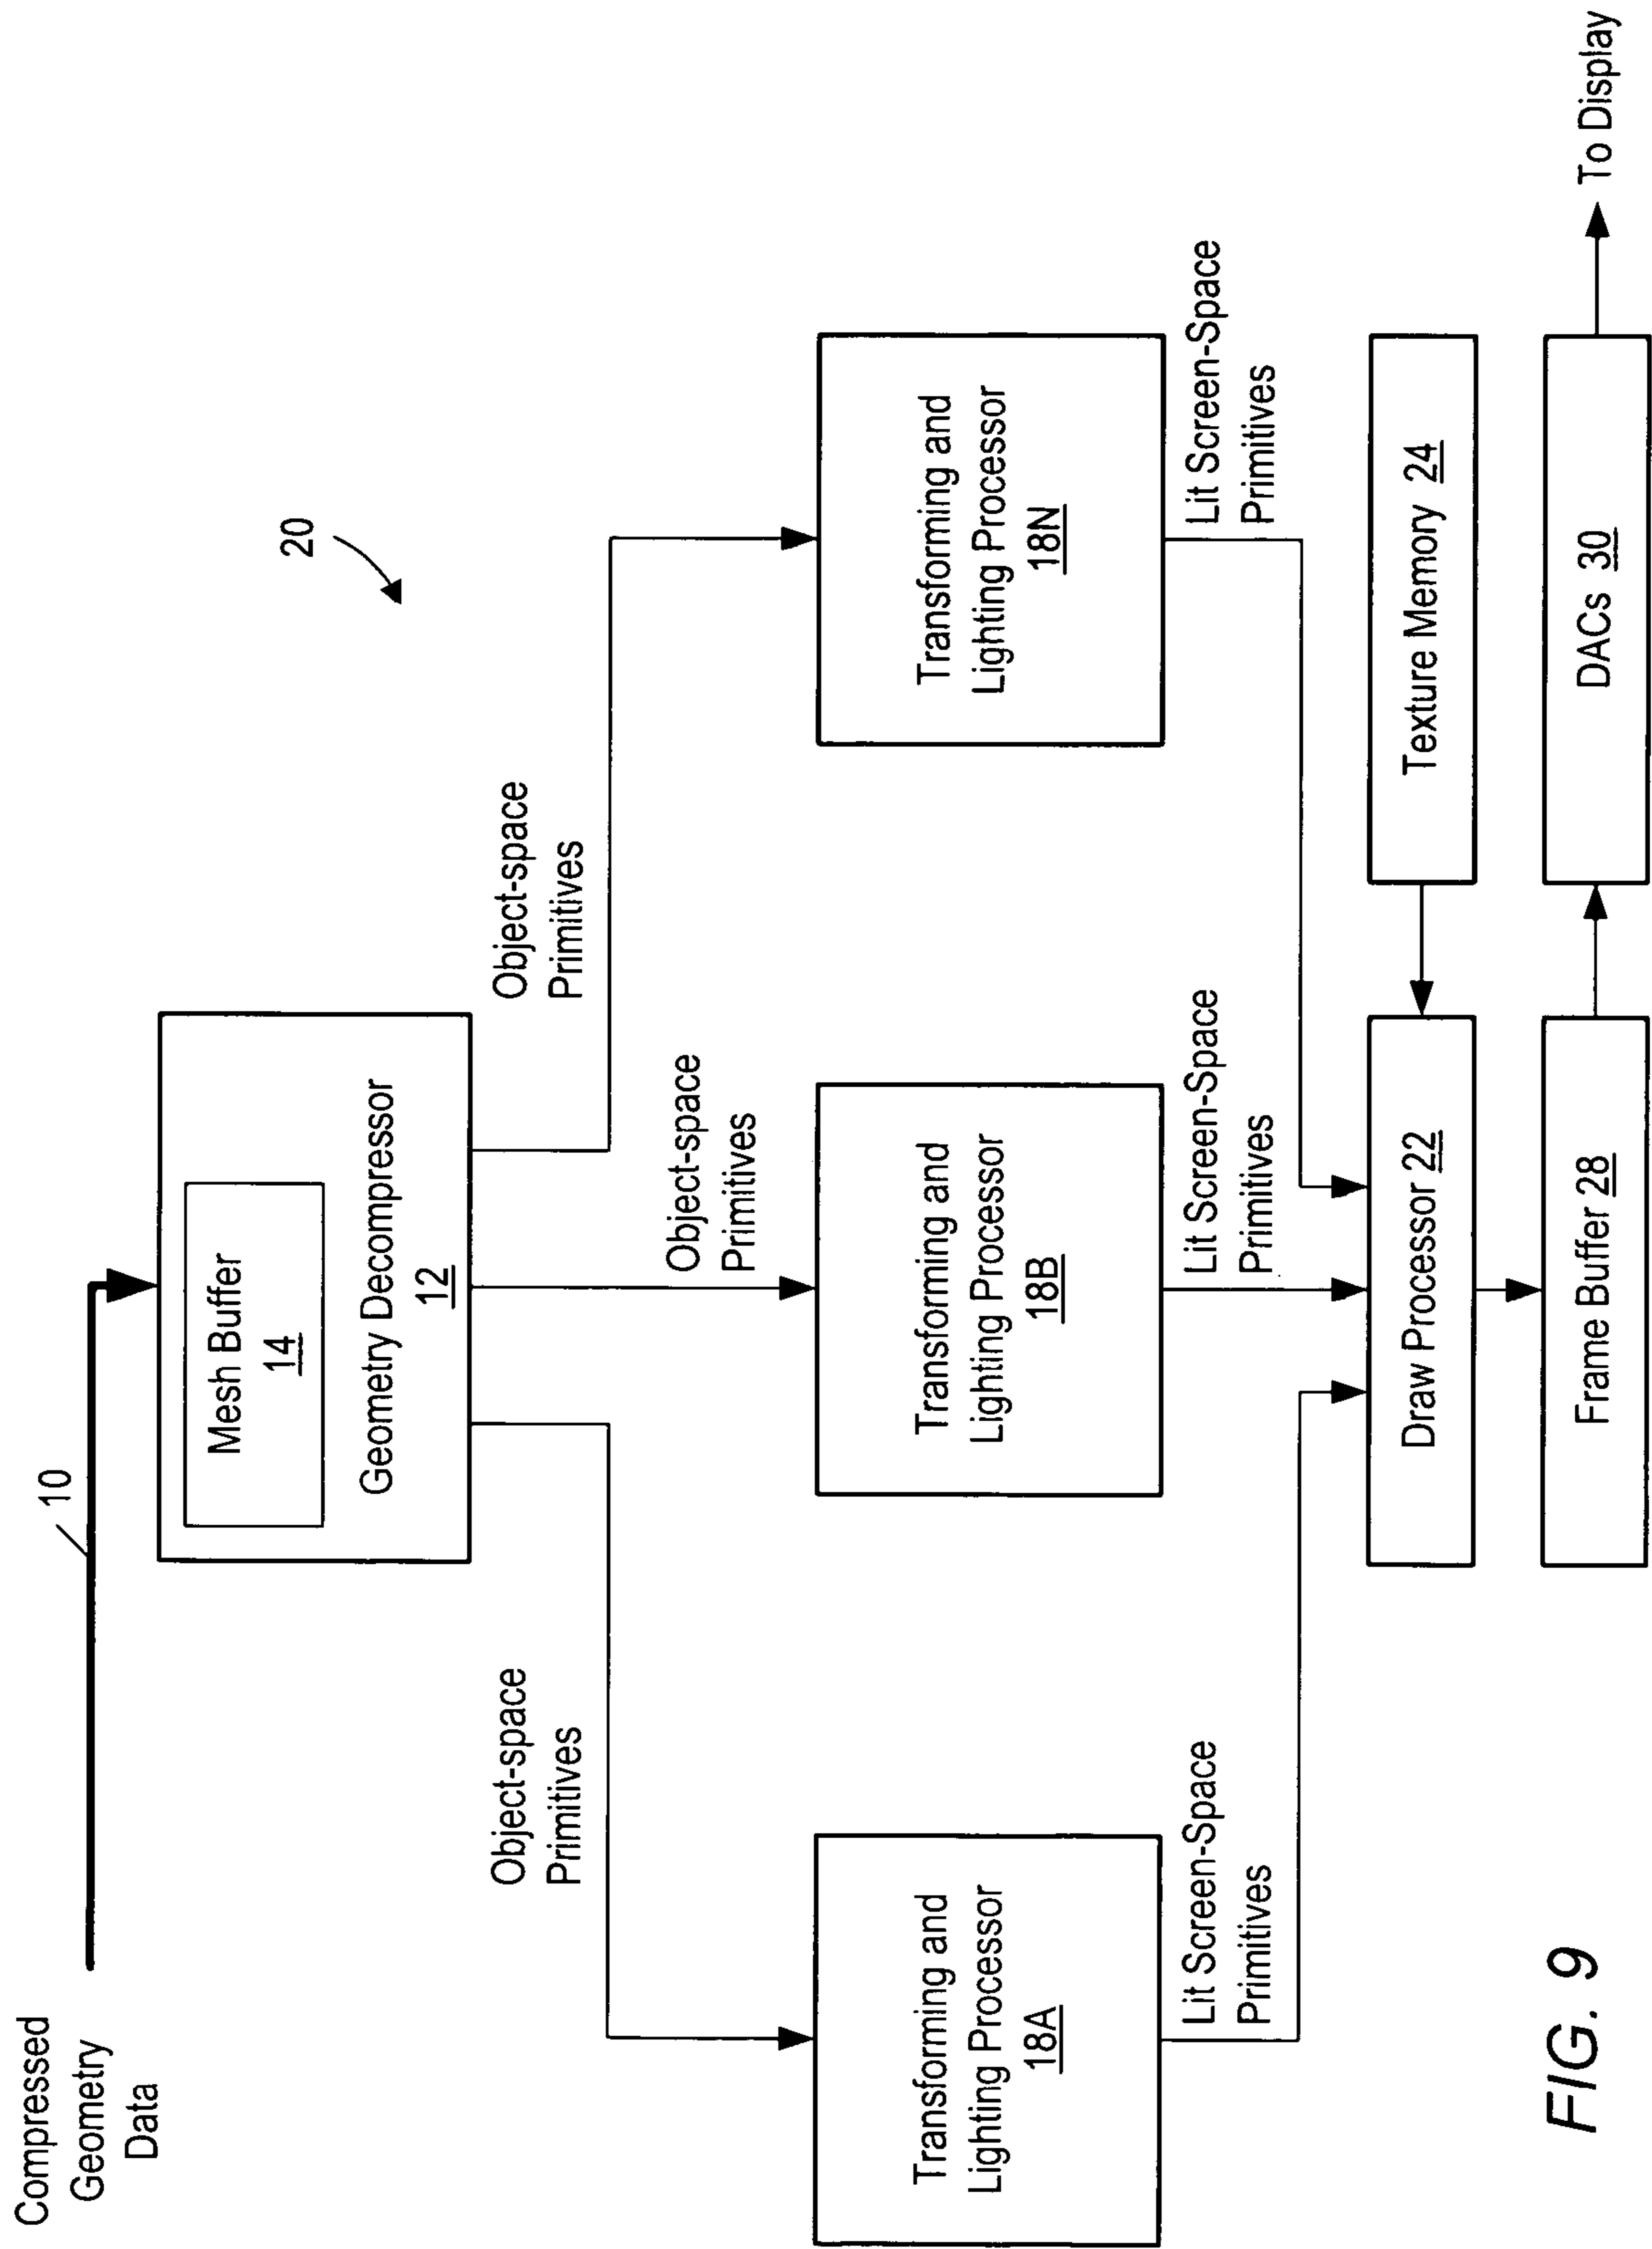 Compressed
Geometry
Data
10
Mesh Buffer
14
Geometry Decompressor
12
20
Object-space
Primitives
Object-space
Primitives
Object-space
Primitives
Transforming and
Lighting Processor
18A
Transforming and
Lighting Processor
18B
Transforming and
Lighting Processor
18N
Lit Screen-Space
Primitives
Lit Screen-Space
Primitives
Lit Screen-Space
Primitives
Draw Processor 22
Texture Memory 24
Frame Buffer 28
DACs 30
To Display
FIG. 9